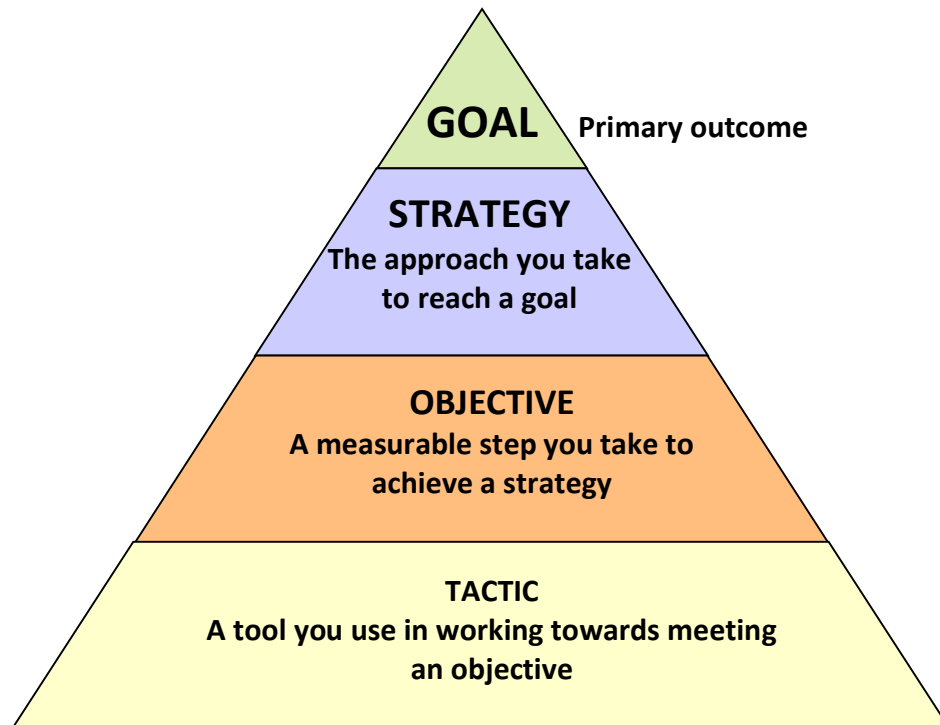 GOAL
Primary outcome
STRATEGY
The approach you take
to reach a goal
OBJECTIVE
A measurable step you take to
achieve a strategy
TACTIC
A tool you use in working towards meeting
an objective